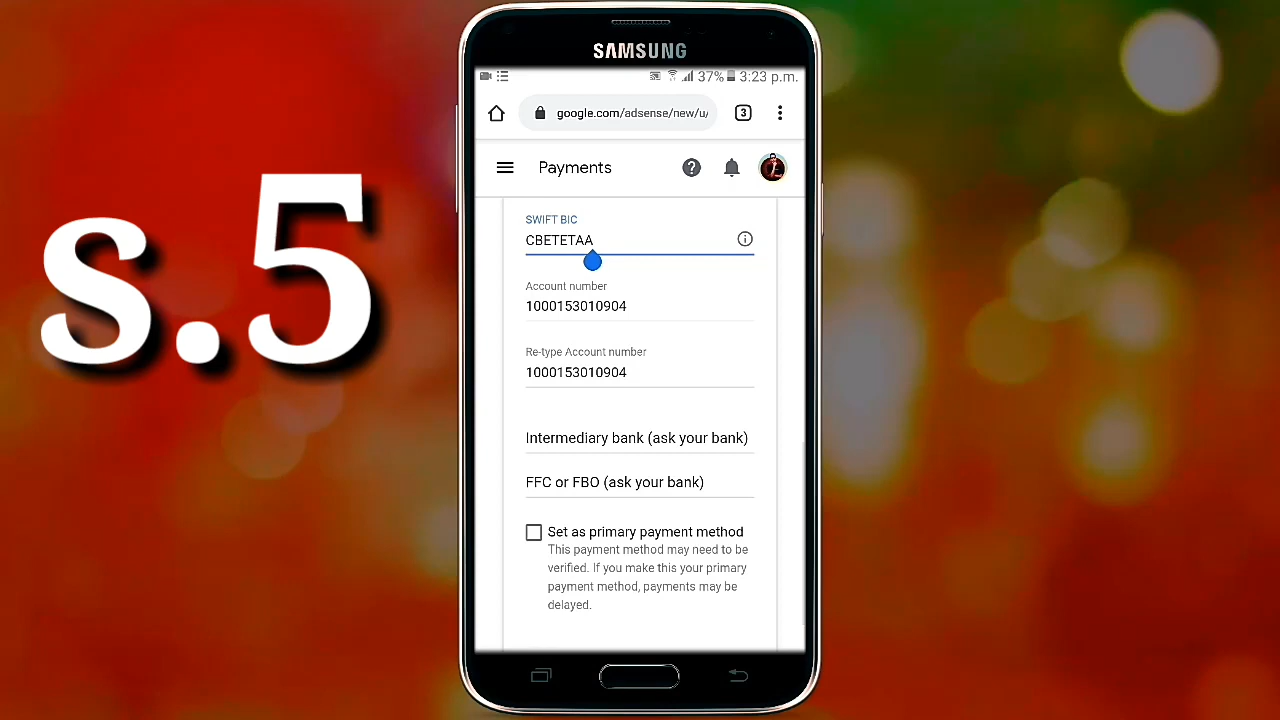 s.5
SAMSUNG
37% 3:23 p.m.
google.com/adsense/new/u/
3
Payments
SWIFT BIC
CBETETAA
Account number
1000153010904
Re-type Account number
1000153010904
Intermediary bank (ask your bank)
FFC or FBO (ask your bank)
Set as primary payment method
This payment method may need to be
verified. If you make this your primary
payment method, payments may be
delayed.